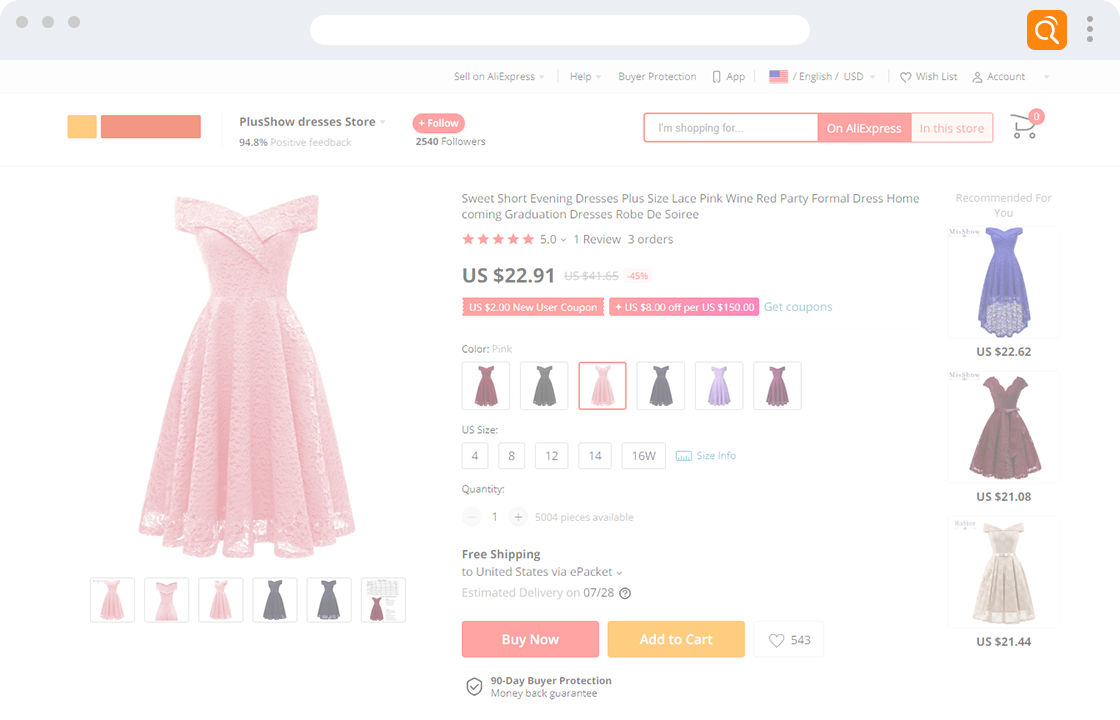 Sell on AliExpress
Help
Buyer Protection
App
/ English / USD
Wish List
Account
PlusShow dresses Store
94.8% Positive feedback
+ Follow
2540 Followers
I'm shopping for...
On AliExpress
In this store
0
Sweet Short Evening Dresses Plus Size Lace Pink Wine Red Party Formal Dress Home
coming Graduation Dresses Robe De Soiree
5.0
1 Review
3 orders
US $22.91
US $41.65
-45%
US $2.00 New User Coupon
+ US $8.00 off per US $150.00
Get coupons
Color: Pink
US Size:
4
8
12
14
16W
Size Info
Quantity:
1
+
5004 pieces available
Free Shipping
to United States via ePacket
Estimated Delivery on 07/28
Buy Now
Add to Cart
543
90-Day Buyer Protection
Money back guarantee
Recommended For
You
MisShow
US $22.62
MisShow
US $21.08
US $21.44